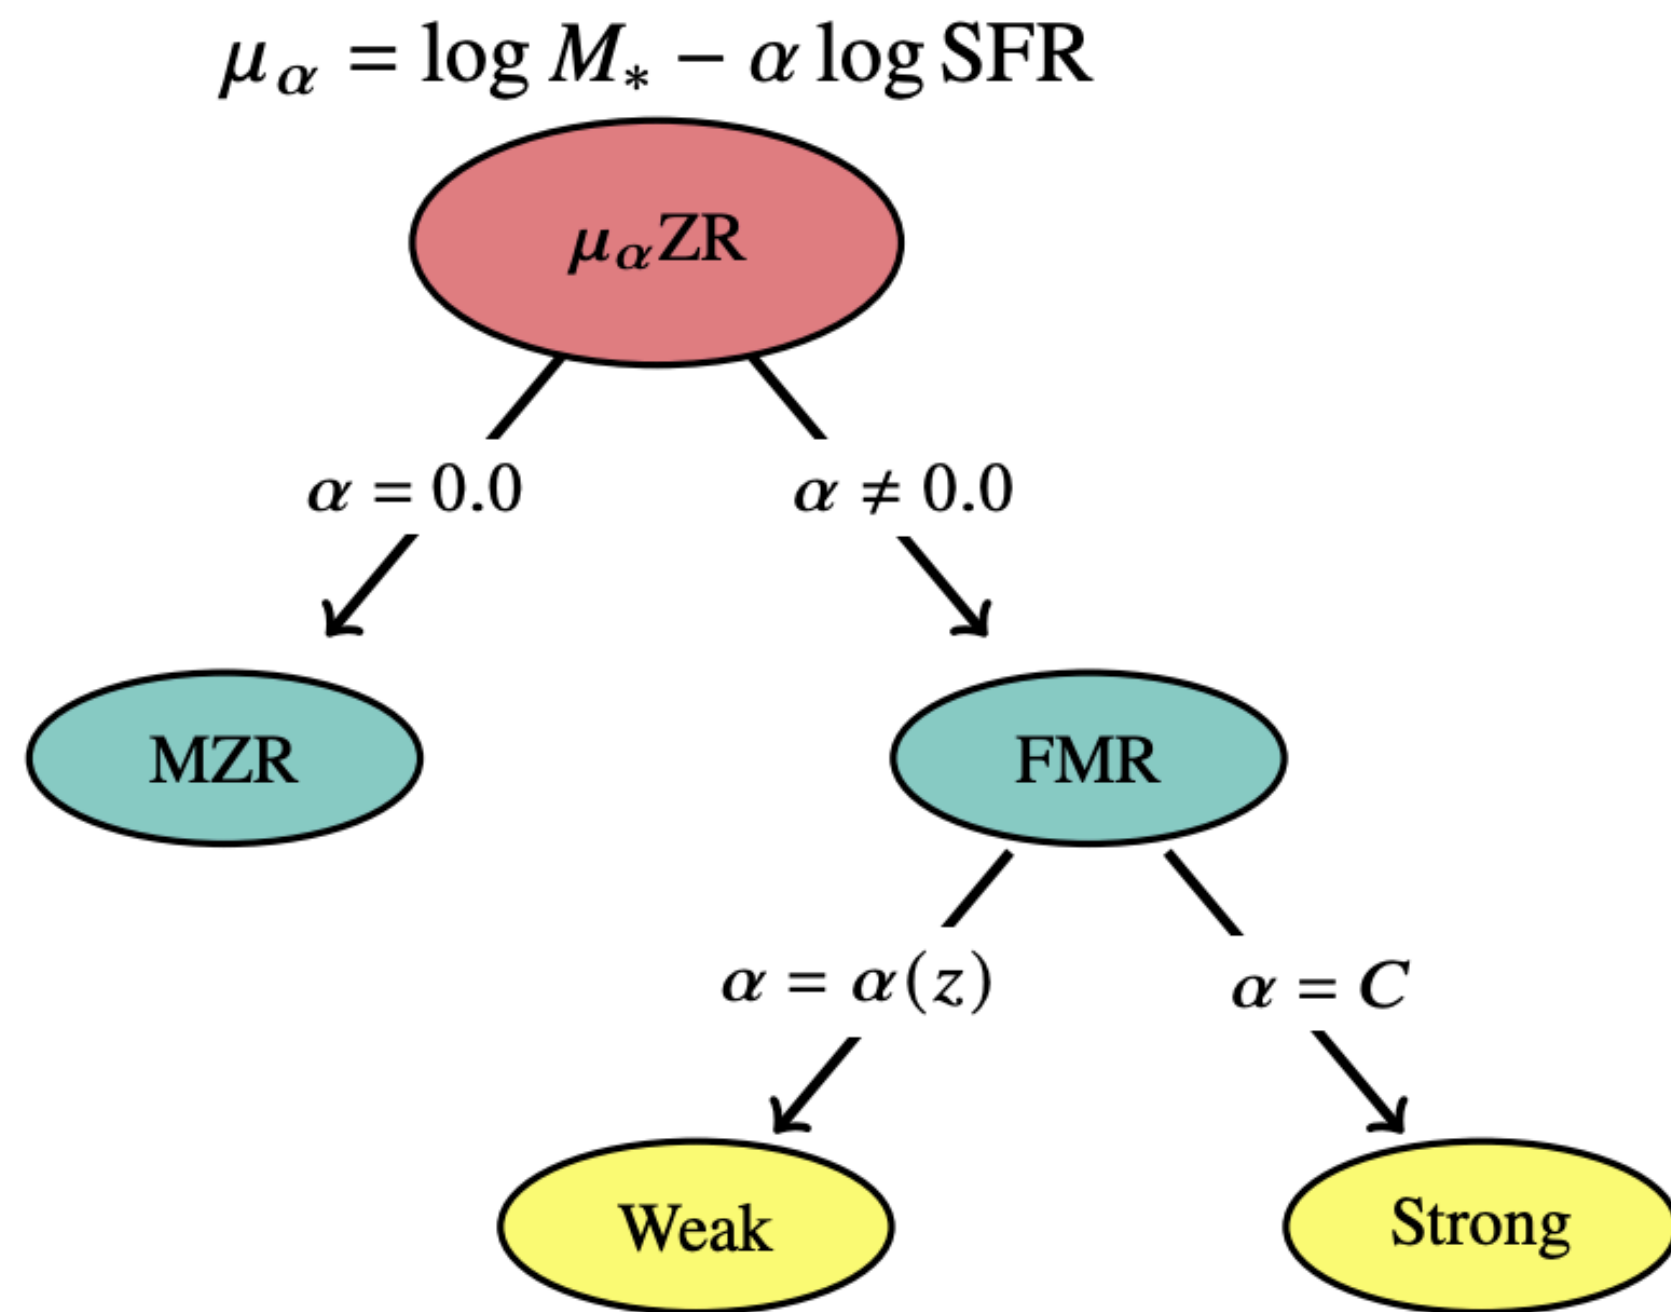 μ_α = log M_* − α log SFR
μ_αZR
α = 0.0
α ≠ 0.0
MZR
FMR
α = α(z)
α = C
Weak
Strong